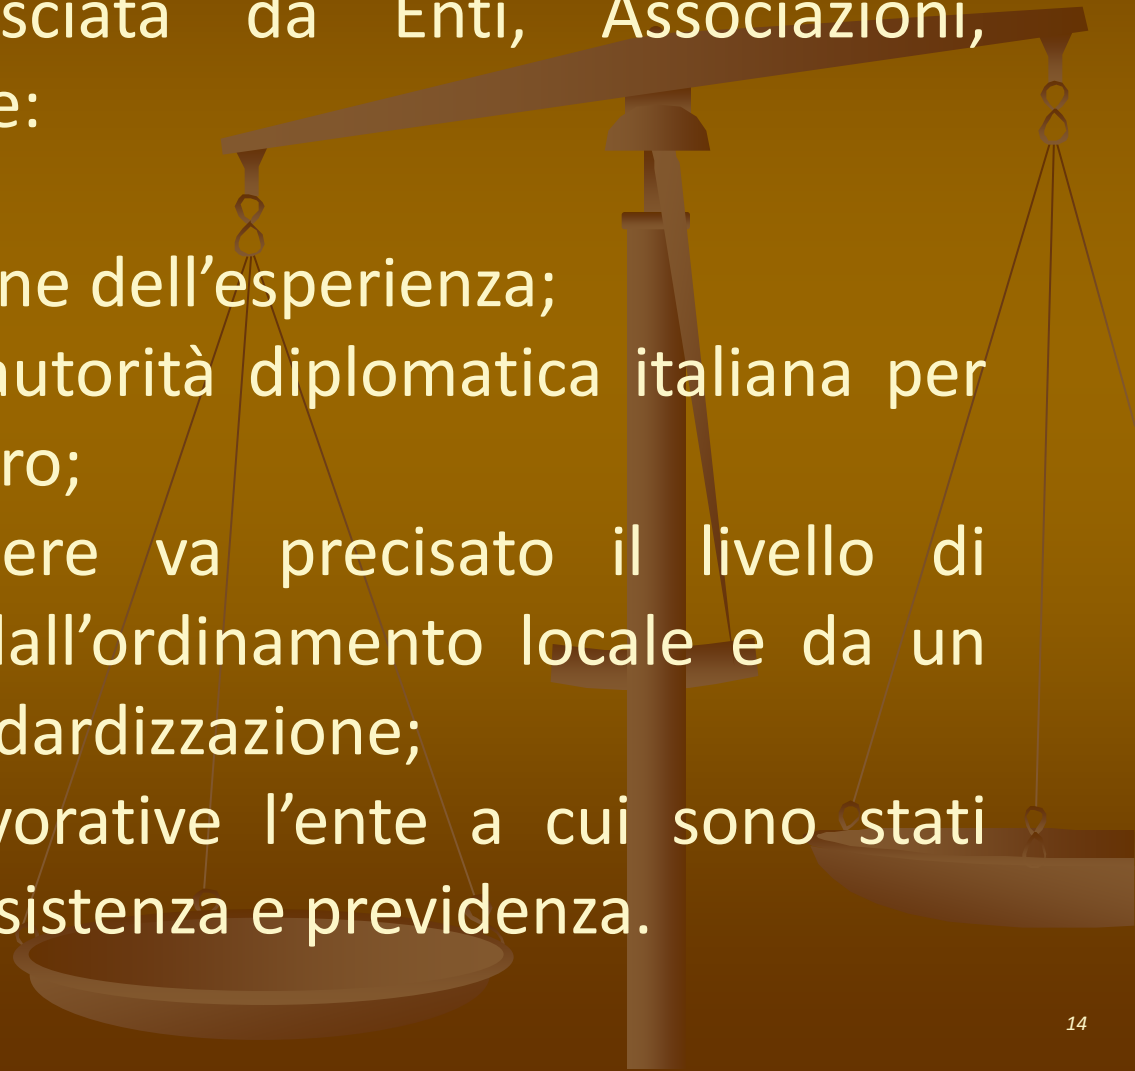 sciata da Enti, Associazioni,
e:
ne dell’esperienza;
autorità diplomatica italiana per
ro;
ere va precisato il livello di
dall’ordinamento locale e da un
dardizzazione;
vorative l’ente a cui sono stati
sistenza e previdenza.
14